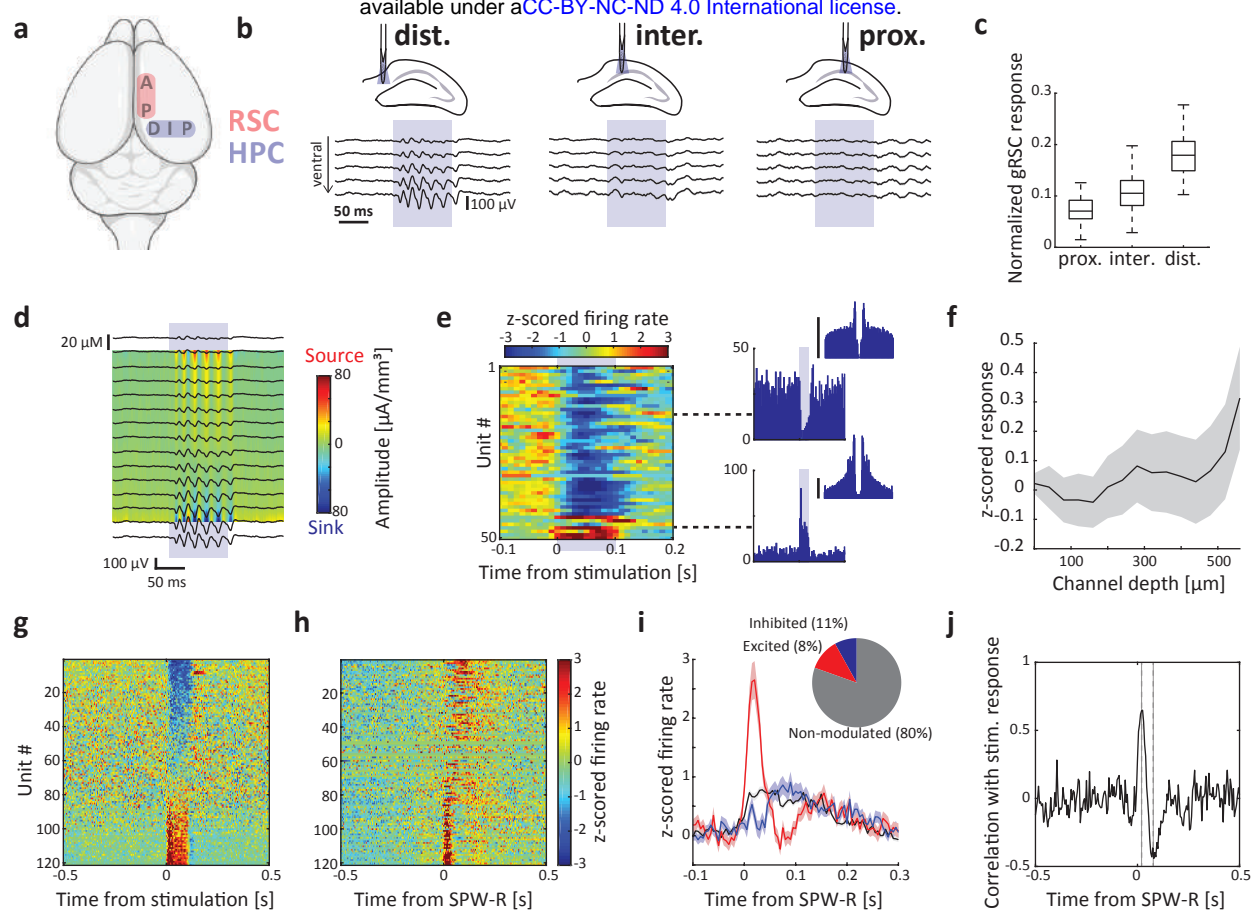 available under aCC-BY-NC-ND 4.0 International license.
a
A
P
D I P
RSC
HPC
b
dist. inter. prox.
ventral
50 ms
100 µV
c
Normalized gRSC response
0.3
0.2
0.1
0
prox. inter. dist.
d
20 µM
Source
80
0
80
Sink
Amplitude [µA/mm³]
100 µV
50 ms
e
z-scored firing rate
-3 -2 -1 0 1 2 3
Unit #
1
50
-0.1 0 0.1 0.2
Time from stimulation [s]
50
0
100
50
0
f
z-scored response
0.5
0.4
0.3
0.2
0.1
0
-0.1
-0.2
100 300 500
Channel depth [µm]
g
Unit #
20
40
60
80
100
120
-0.5 0 0.5
Time from stimulation [s]
h
20
40
60
80
100
120
-0.5 0 0.5
Time from SPW-R [s]
3
2
1
0
-1
-2
-3
z-scored firing rate
i
Inhibited (11%)
Excited (8%)
Non-modulated (80%)
z-scored firing rate
3
2
1
0
-0.1 0 0.1 0.2 0.3
Time from SPW-R [s]
j
Correlation with stim. response
1
0.5
0
-0.5
-0.5 0 0.5
Time from SPW-R [s]